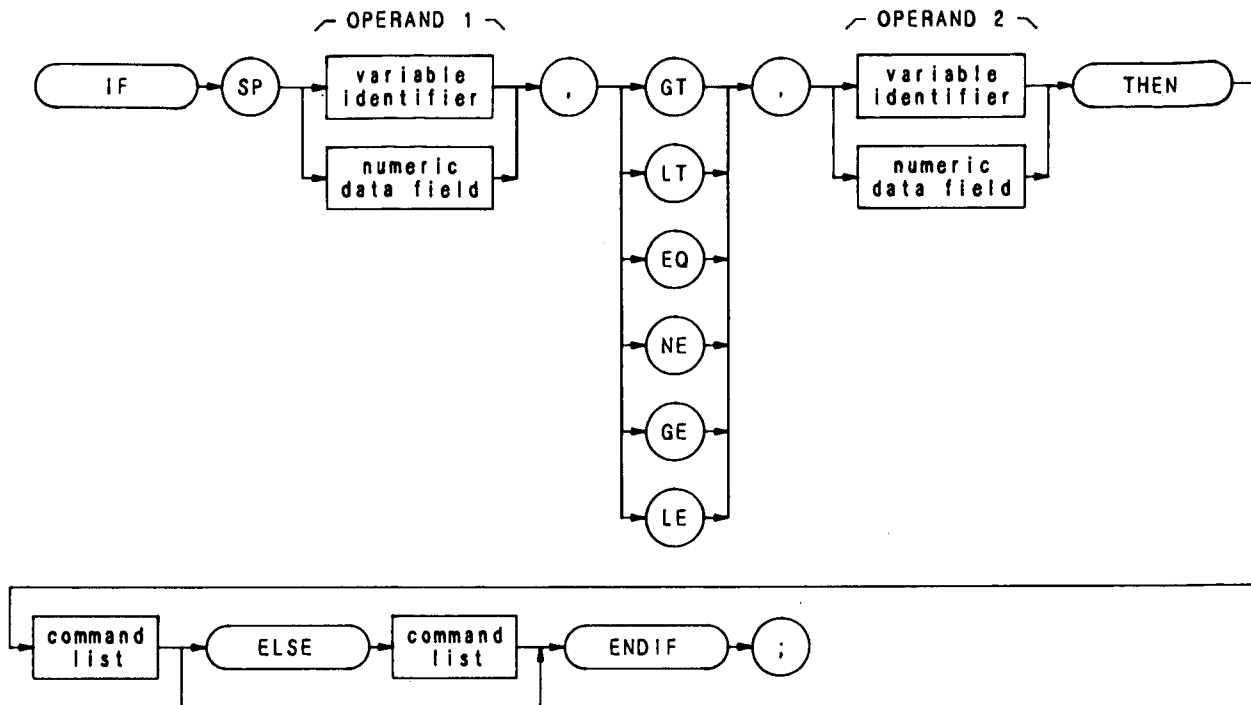 OPERAND 1
OPERAND 2
IF
SP
variable
identifier
,
GT
,
variable
identifier
THEN
numeric
data field
LT
numeric
data field
EQ
NE
GE
LE
command
list
ELSE
command
list
ENDIF
;